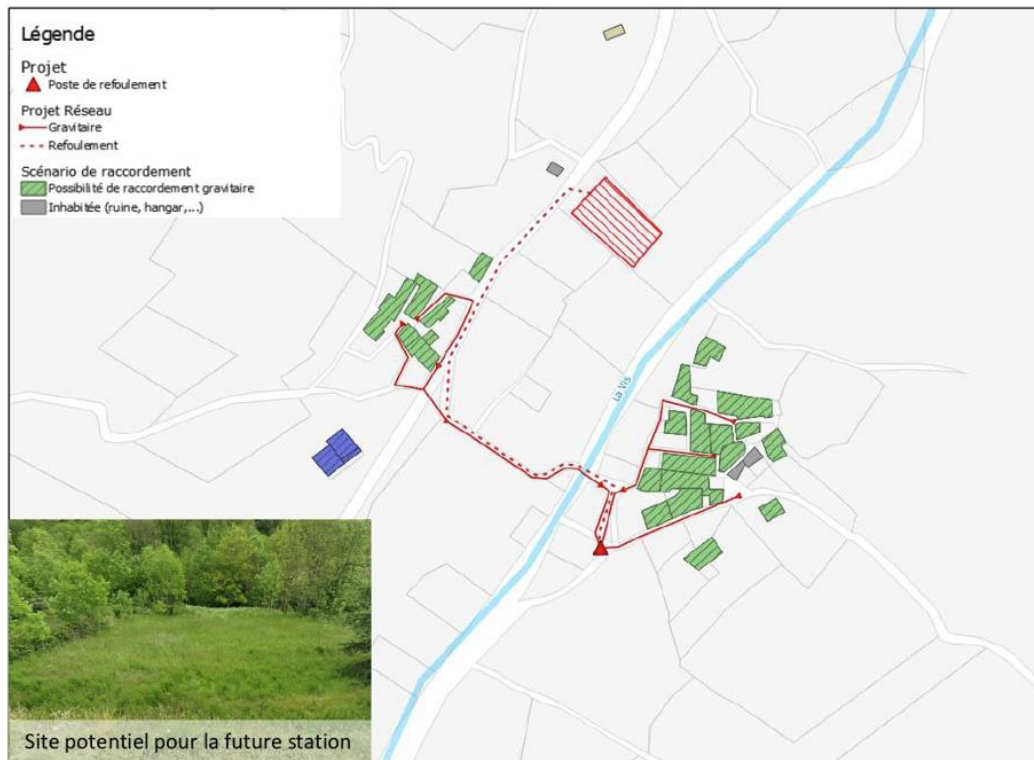 Légende
Projet
Poste de refoulement
Projet Réseau
Gravitaire
Refoulement
Scénario de raccordement
Possibilité de raccordement gravitaire
Inhabitée (ruine, hangar,...)
La Vis
Site potentiel pour la future station